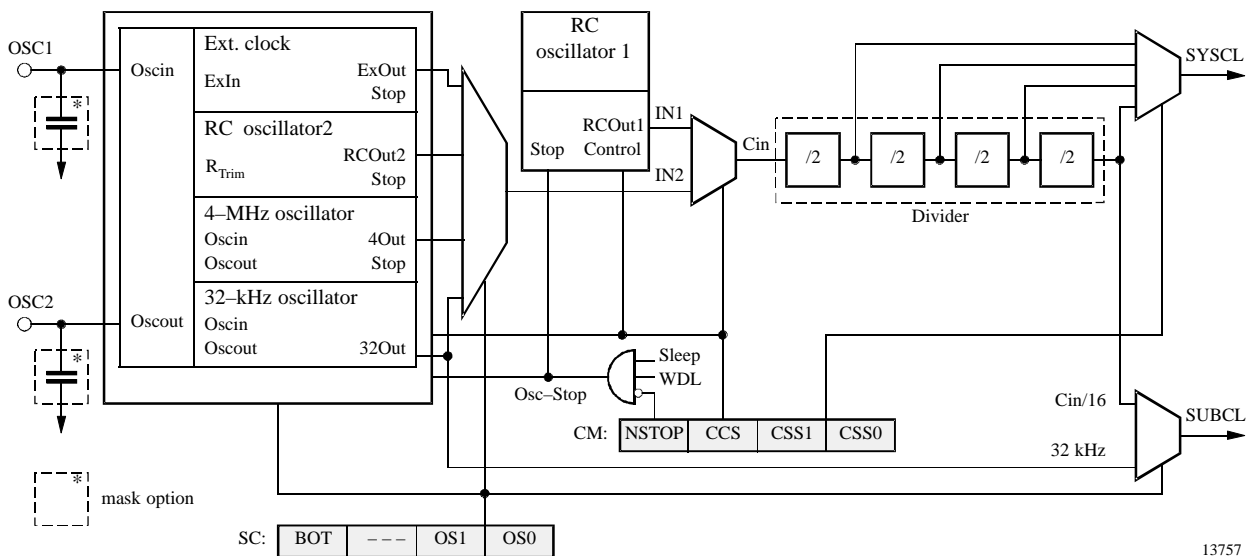 OSC1
Oscin
Ext. clock
ExIn
ExOut
Stop
RC oscillator2
RTrim
RCOut2
Stop
4–MHz oscillator
Oscin
4Out
Oscout
Stop
OSC2
Oscout
32–kHz oscillator
Oscin
Oscout
32Out
*
*
*
mask option
RC
oscillator 1
RCOut1
Stop
Control
IN1
IN2
Cin
/2
/2
/2
/2
Divider
SYSCL
Sleep
WDL
Osc–Stop
CM:
NSTOP
CCS
CSS1
CSS0
Cin/16
32 kHz
SUBCL
SC:
BOT
– – –
OS1
OS0
13757